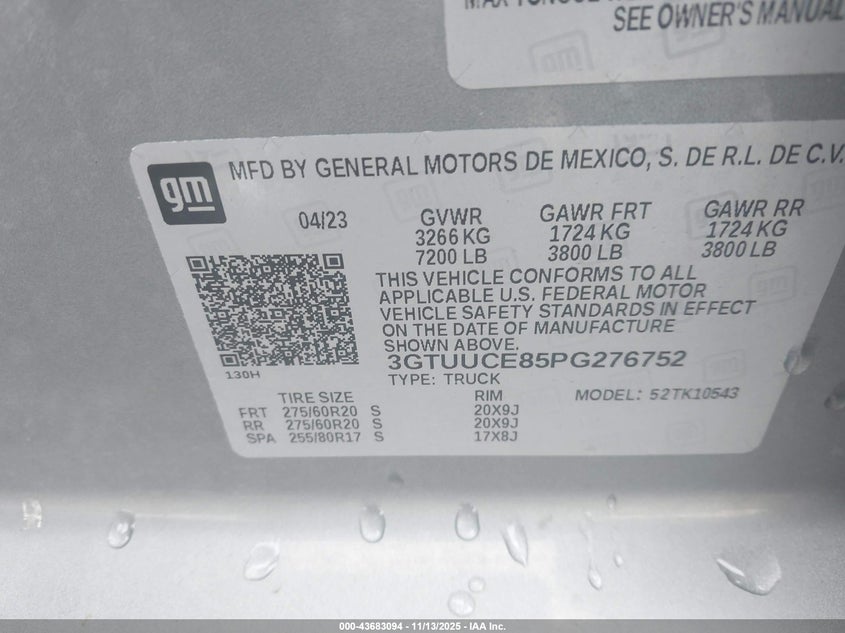 SEE OWNER'S MANUAL
gm
MFD BY GENERAL MOTORS DE MEXICO, S. DE R.L. DE C.V.
04/23 GVWR GAWR FRT GAWR RR
3266 KG 1724 KG 1724 KG
7200 LB 3800 LB 3800 LB
THIS VEHICLE CONFORMS TO ALL
APPLICABLE U.S. FEDERAL MOTOR
VEHICLE SAFETY STANDARDS IN EFFECT
ON THE DATE OF MANUFACTURE
SHOWN ABOVE.
3GTUUCE85PG276752
130H
TYPE: TRUCK
TIRE SIZE RIM MODEL: 52TK10543
FRT 275/60R20 S 20X9J
RR 275/60R20 S 20X9J
SPA 255/80R17 S 17X8J
000-43683094 - 11/13/2025 - IAA Inc.